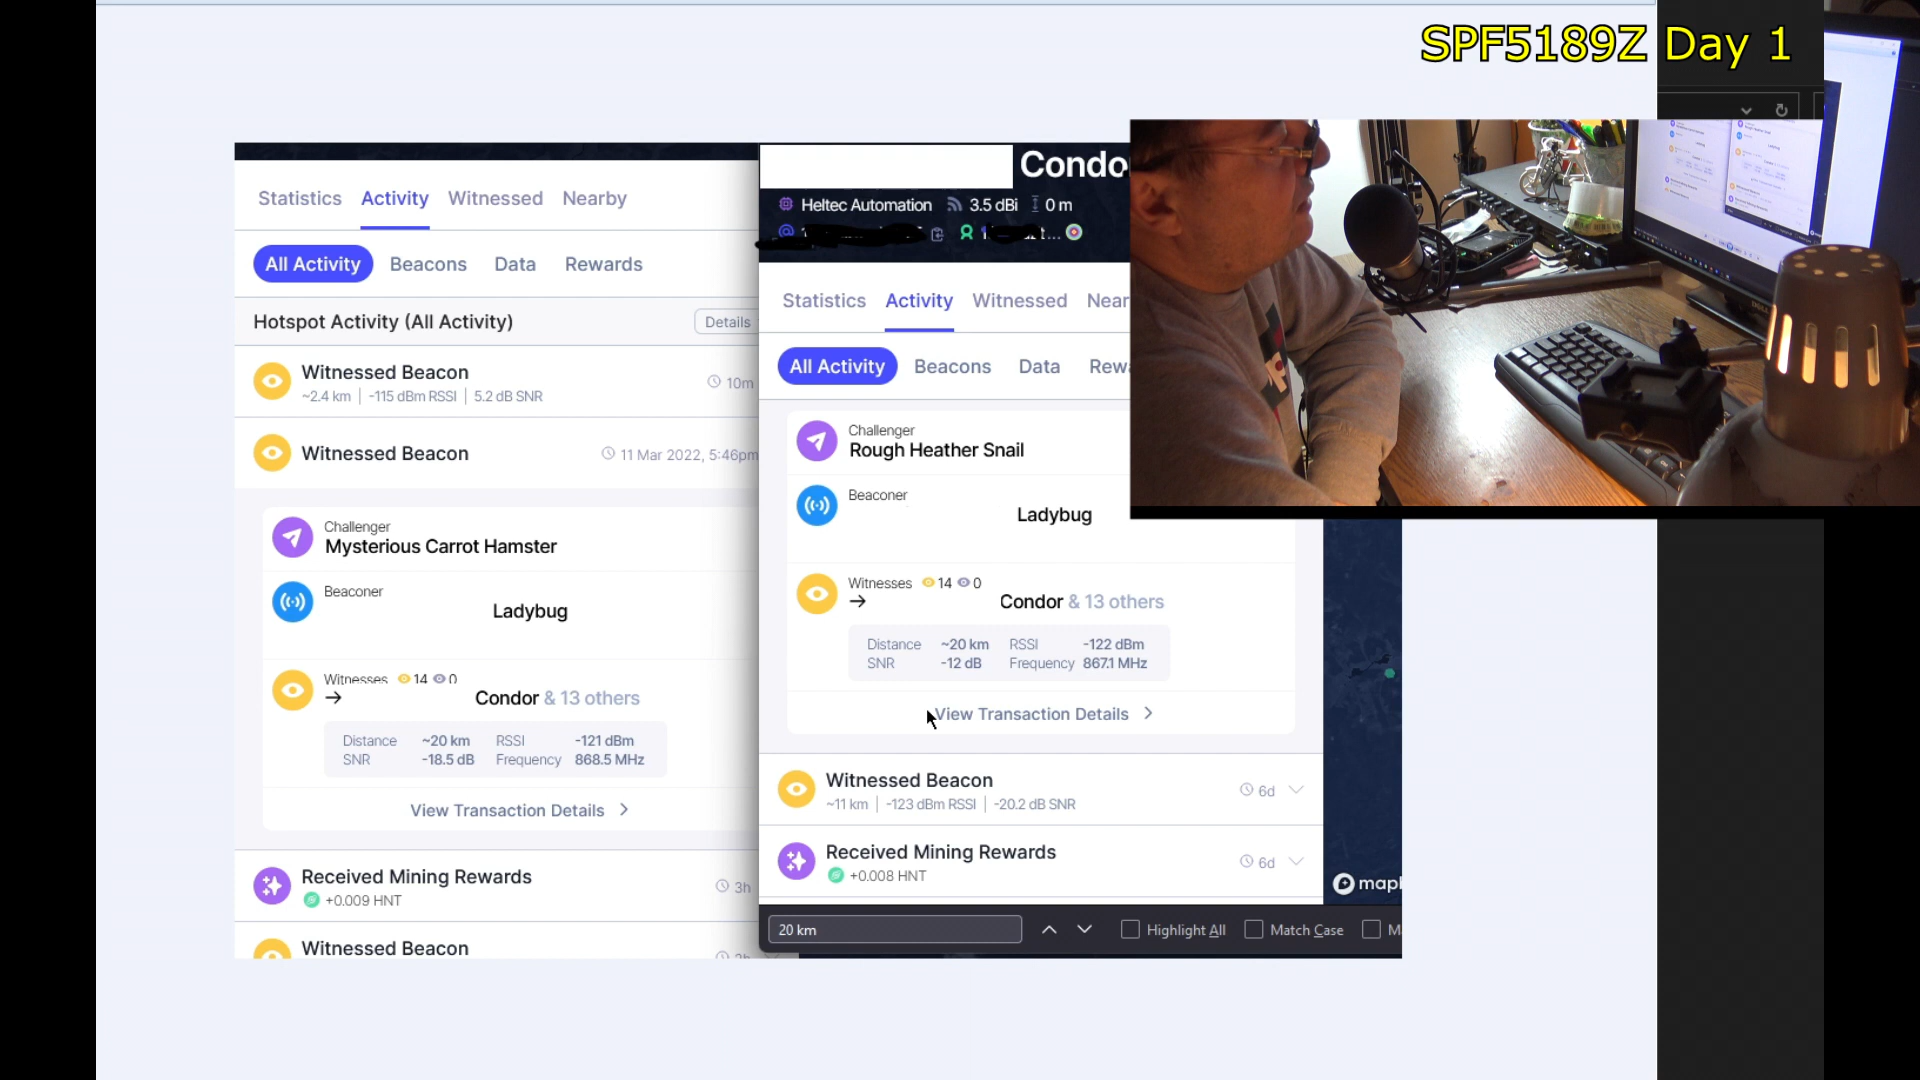 SPF5189Z Day 1
Statistics Activity Witnessed Nearby
All Activity Beacons Data Rewards
Hotspot Activity (All Activity) Details
Witnessed Beacon
~2.4 km | -115 dBm RSSI | 5.2 dB SNR
10m
Witnessed Beacon
11 Mar 2022, 5:46pm
Challenger
Mysterious Carrot Hamster
Beaconer
Ladybug
Witnesses 14 0
→ Condor & 13 others
Distance ~20 km RSSI -121 dBm
SNR -18.5 dB Frequency 868.5 MHz
View Transaction Details >
Received Mining Rewards
+0.009 HNT
3h
Witnessed Beacon
Condo
Heltec Automation 3.5 dBi 0 m
Statistics Activity Witnessed Near
All Activity Beacons Data Rew
Challenger
Rough Heather Snail
Beaconer
Ladybug
Witnesses 14 0
→ Condor & 13 others
Distance ~20 km RSSI -122 dBm
SNR -12 dB Frequency 867.1 MHz
View Transaction Details >
Witnessed Beacon
~11 km | -123 dBm RSSI | -20.2 dB SNR
6d
Received Mining Rewards
+0.008 HNT
6d
map
20 km Highlight All Match Case M